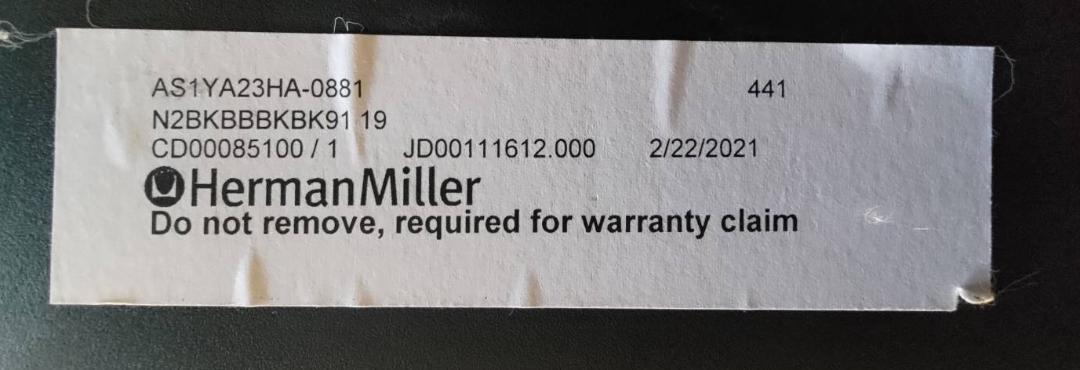 AS1YA23HA-0881 441
N2BKBBBKBK91 19
CD00085100 / 1 JD00111612.000 2/22/2021
HermanMiller
Do not remove, required for warranty claim